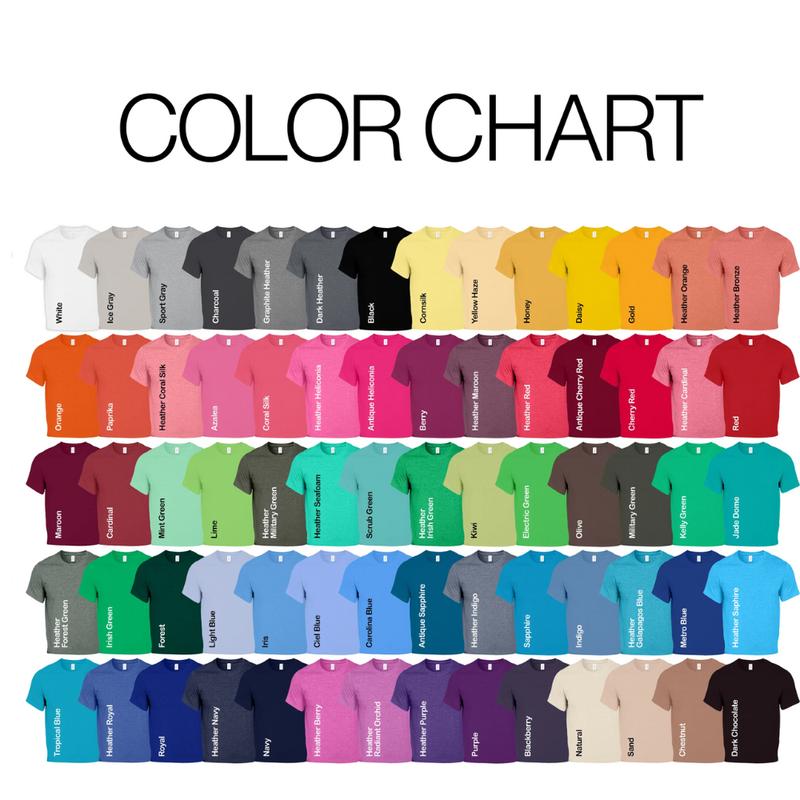 COLOR CHART
White
Ice Gray
Sport Gray
Charcoal
Graphite Heather
Dark Heather
Black
Cornsilk
Yellow Haze
Honey
Daisy
Gold
Heather Orange
Heather Bronze
Orange
Paprika
Heather Coral Silk
Azalea
Coral Silk
Heather Heliconia
Antique Heliconia
Berry
Heather Maroon
Heather Red
Antique Cherry Red
Cherry Red
Heather Cardinal
Red
Maroon
Cardinal
Mint Green
Lime
Heather
Military Green
Heather Seafoam
Scrub Green
Heather
Irish Green
Kiwi
Electric Green
Olive
Military Green
Kelly Green
Jade Dome
Heather
Forest Green
Irish Green
Forest
Light Blue
Iris
Ciel Blue
Carolina Blue
Antique Sapphire
Heather Indigo
Sapphire
Indigo
Heather
Galapagos Blue
Metro Blue
Heather Saphire
Tropical Blue
Heather Royal
Royal
Heather Navy
Navy
Heather Berry
Heather
Radiant Orchid
Heather Purple
Purple
Blackberry
Natural
Sand
Chestnut
Dark Chocolate